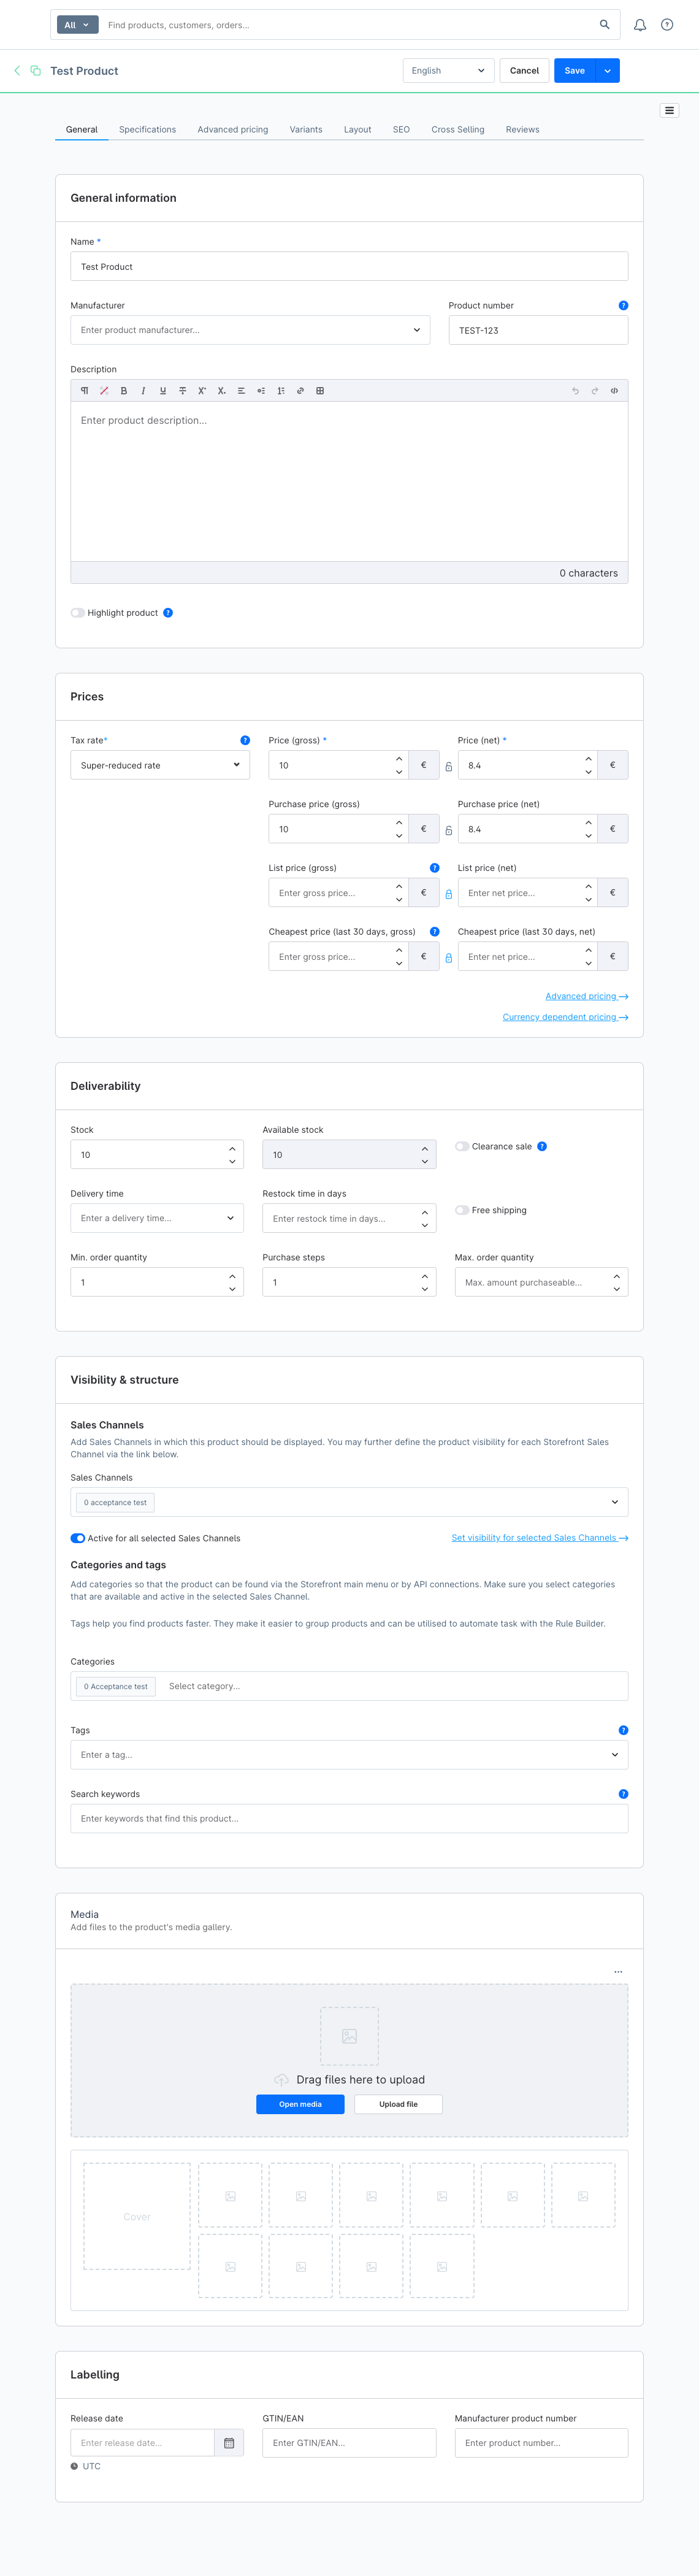 All
Find products, customers, orders...
Test Product
English
Cancel
Save
General
Specifications
Advanced pricing
Variants
Layout
SEO
Cross Selling
Reviews
General information
Name *
Test Product
Manufacturer
Product number
Enter product manufacturer...
TEST-123
Description
Enter product description...
0 characters
Highlight product
Prices
Tax rate*
Price (gross) *
Price (net) *
Super-reduced rate
10
€
8.4
€
Purchase price (gross)
Purchase price (net)
10
€
8.4
€
List price (gross)
List price (net)
Enter gross price...
€
Enter net price...
€
Cheapest price (last 30 days, gross)
Cheapest price (last 30 days, net)
Enter gross price...
€
Enter net price...
€
Advanced pricing
Currency dependent pricing
Deliverability
Stock
Available stock
10
10
Clearance sale
Delivery time
Restock time in days
Enter a delivery time...
Enter restock time in days...
Free shipping
Min. order quantity
Purchase steps
Max. order quantity
1
1
Max. amount purchaseable...
Visibility & structure
Sales Channels
Add Sales Channels in which this product should be displayed. You may further define the product visibility for each Storefront Sales
Channel via the link below.
Sales Channels
0 acceptance test
Active for all selected Sales Channels
Set visibility for selected Sales Channels
Categories and tags
Add categories so that the product can be found via the Storefront main menu or by API connections. Make sure you select categories
that are available and active in the selected Sales Channel.
Tags help you find products faster. They make it easier to group products and can be utilised to automate task with the Rule Builder.
Categories
0 Acceptance test
Select category...
Tags
Enter a tag...
Search keywords
Enter keywords that find this product...
Media
Add files to the product's media gallery.
Drag files here to upload
Open media
Upload file
Cover
Labelling
Release date
GTIN/EAN
Manufacturer product number
Enter release date...
Enter GTIN/EAN...
Enter product number...
UTC